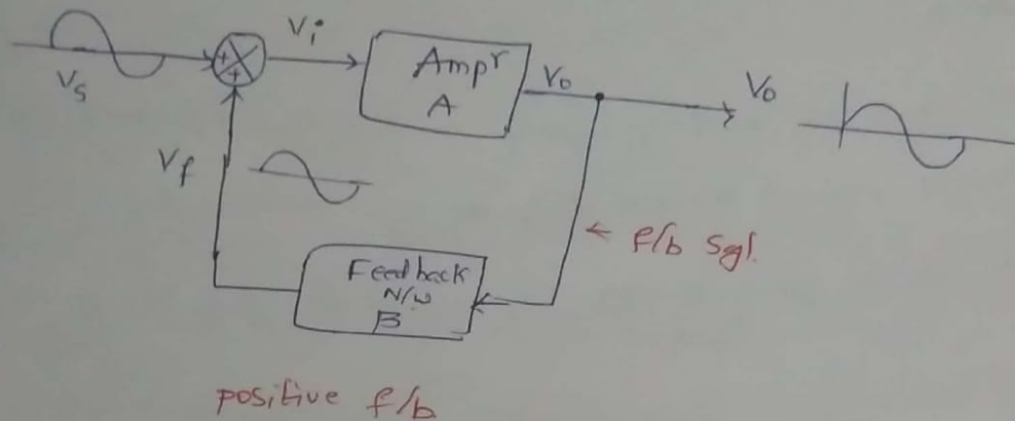 Vs
+
+
Vi
Ampr
A
Vo
Vo
Vf
← f/b Sgl.
Feedback
N/w
β
positive f/b